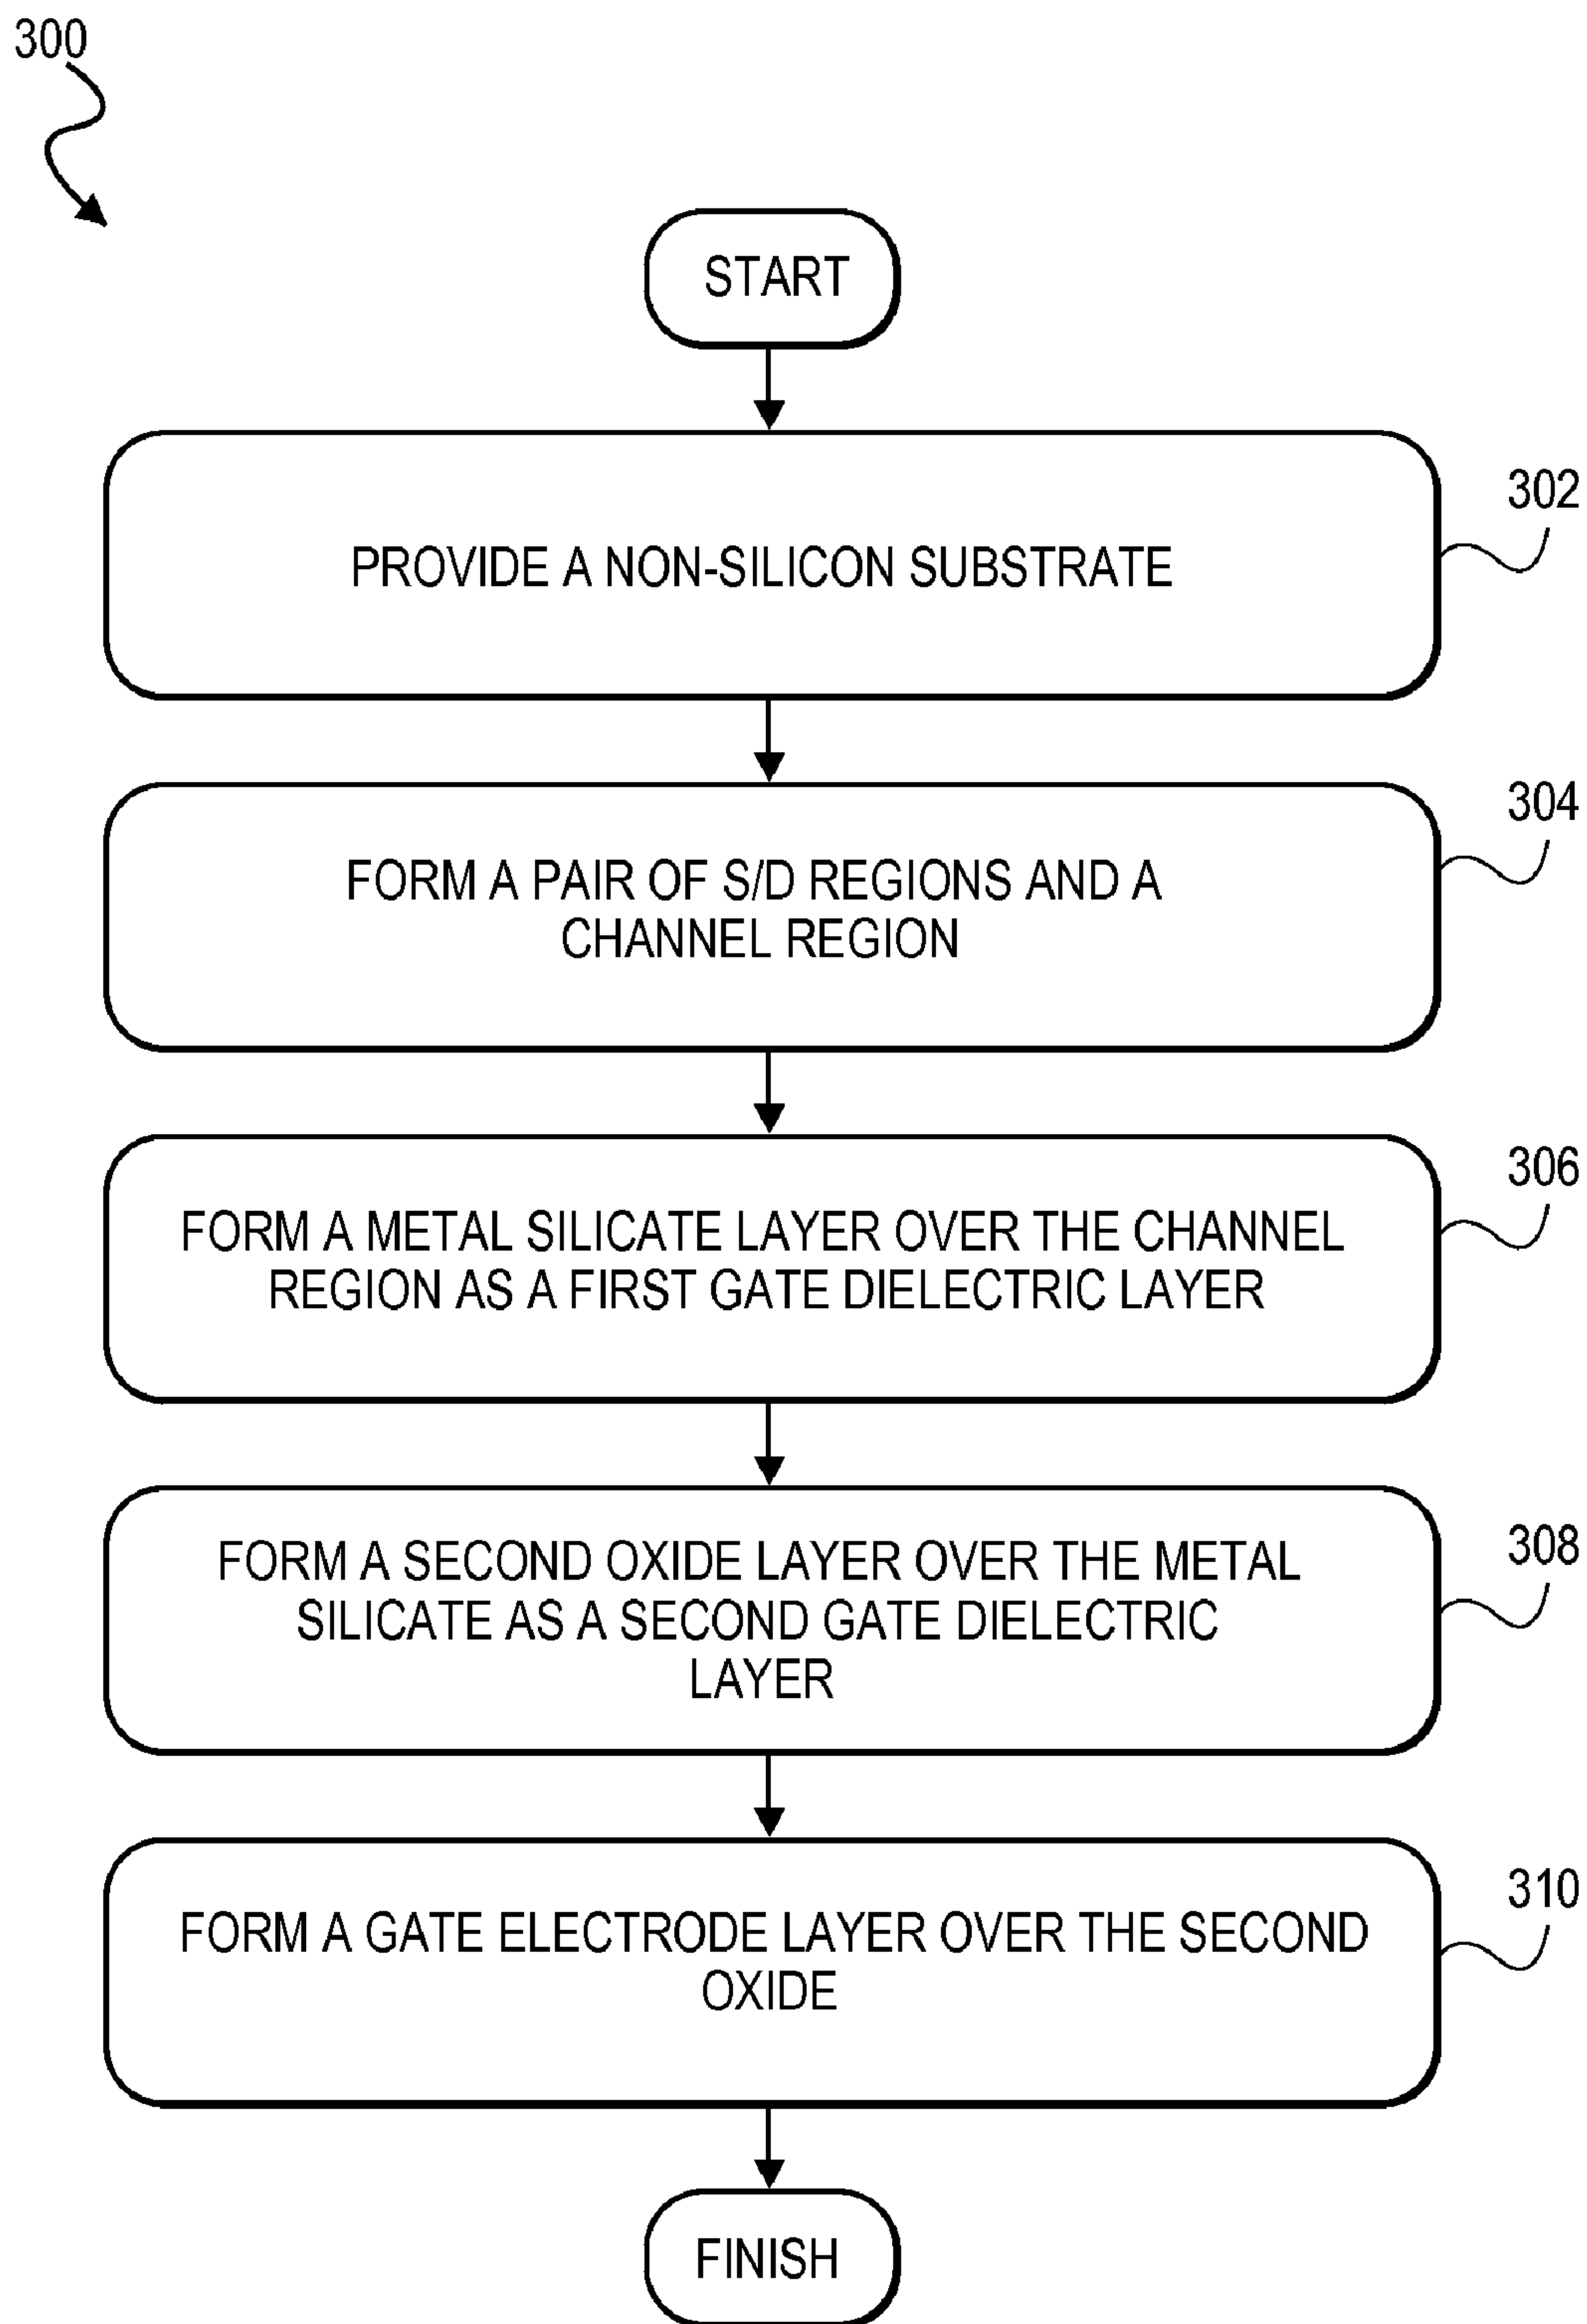 300
START
PROVIDE A NON-SILICON SUBSTRATE
302
FORM A PAIR OF S/D REGIONS AND A
CHANNEL REGION
304
FORM A METAL SILICATE LAYER OVER THE CHANNEL
REGION AS A FIRST GATE DIELECTRIC LAYER
306
FORM A SECOND OXIDE LAYER OVER THE METAL
SILICATE AS A SECOND GATE DIELECTRIC
LAYER
308
FORM A GATE ELECTRODE LAYER OVER THE SECOND
OXIDE
310
FINISH